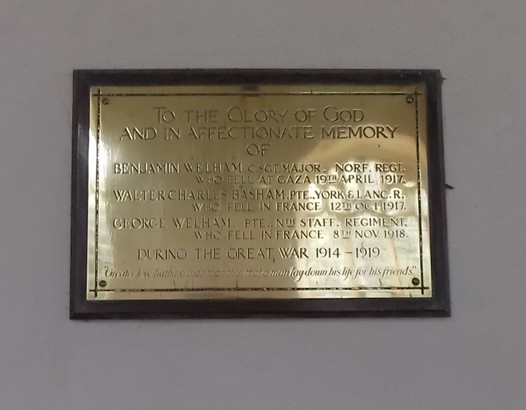 TO THE GLORY OF GOD
AND IN AFFECTIONATE MEMORY
OF
BENJAMIN WELHAM, C. SGT. MAJOR., NORF. REGT.
WHO FELL AT GAZA 19TH APRIL 1917.
WALTER CHARLES BASHAM, PTE., YORK & LANC. R.
WHO FELL IN FRANCE 12TH OCT 1917.
GEORGE WELHAM, PTE., NTH STAFF. REGIMENT.
WHO FELL IN FRANCE 8TH NOV. 1918.
DURING THE GREAT WAR 1914 – 1919
"Greater love hath no man than this, that a man lay down his life for his friends."